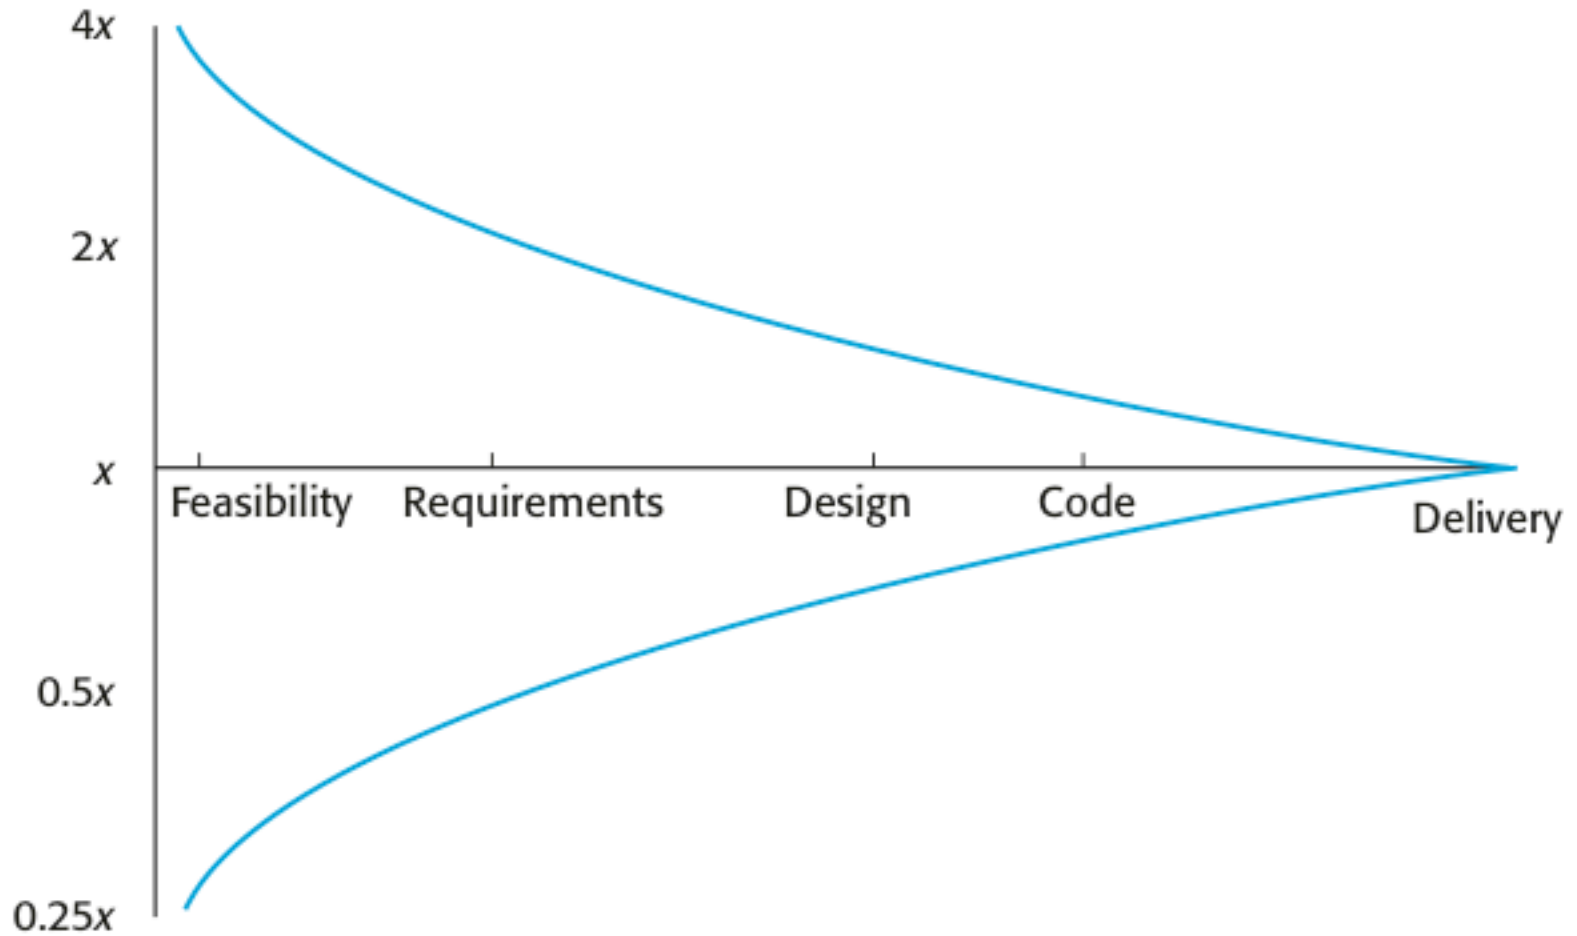 4x
2x
x
Feasibility Requirements Design Code Delivery
0.5x
0.25x